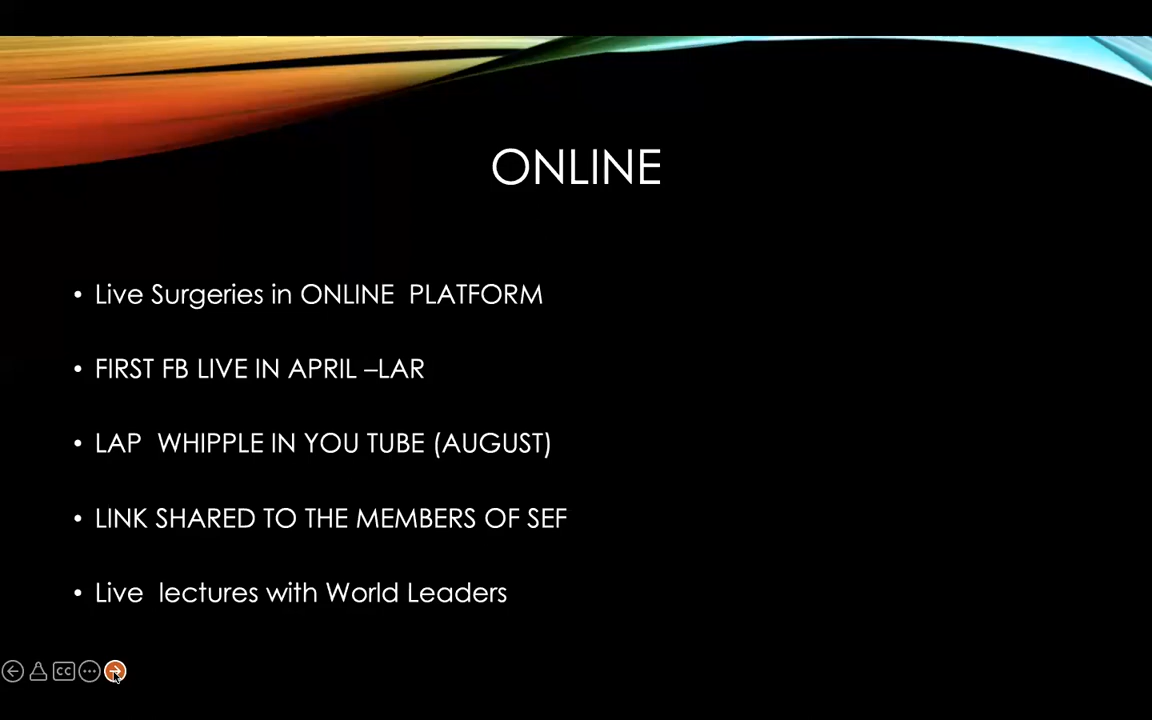 ONLINE
• Live Surgeries in ONLINE  PLATFORM
• FIRST FB LIVE IN APRIL –LAR
• LAP  WHIPPLE IN YOU TUBE (AUGUST)
• LINK SHARED TO THE MEMBERS OF SEF
• Live  lectures with World Leaders
CC